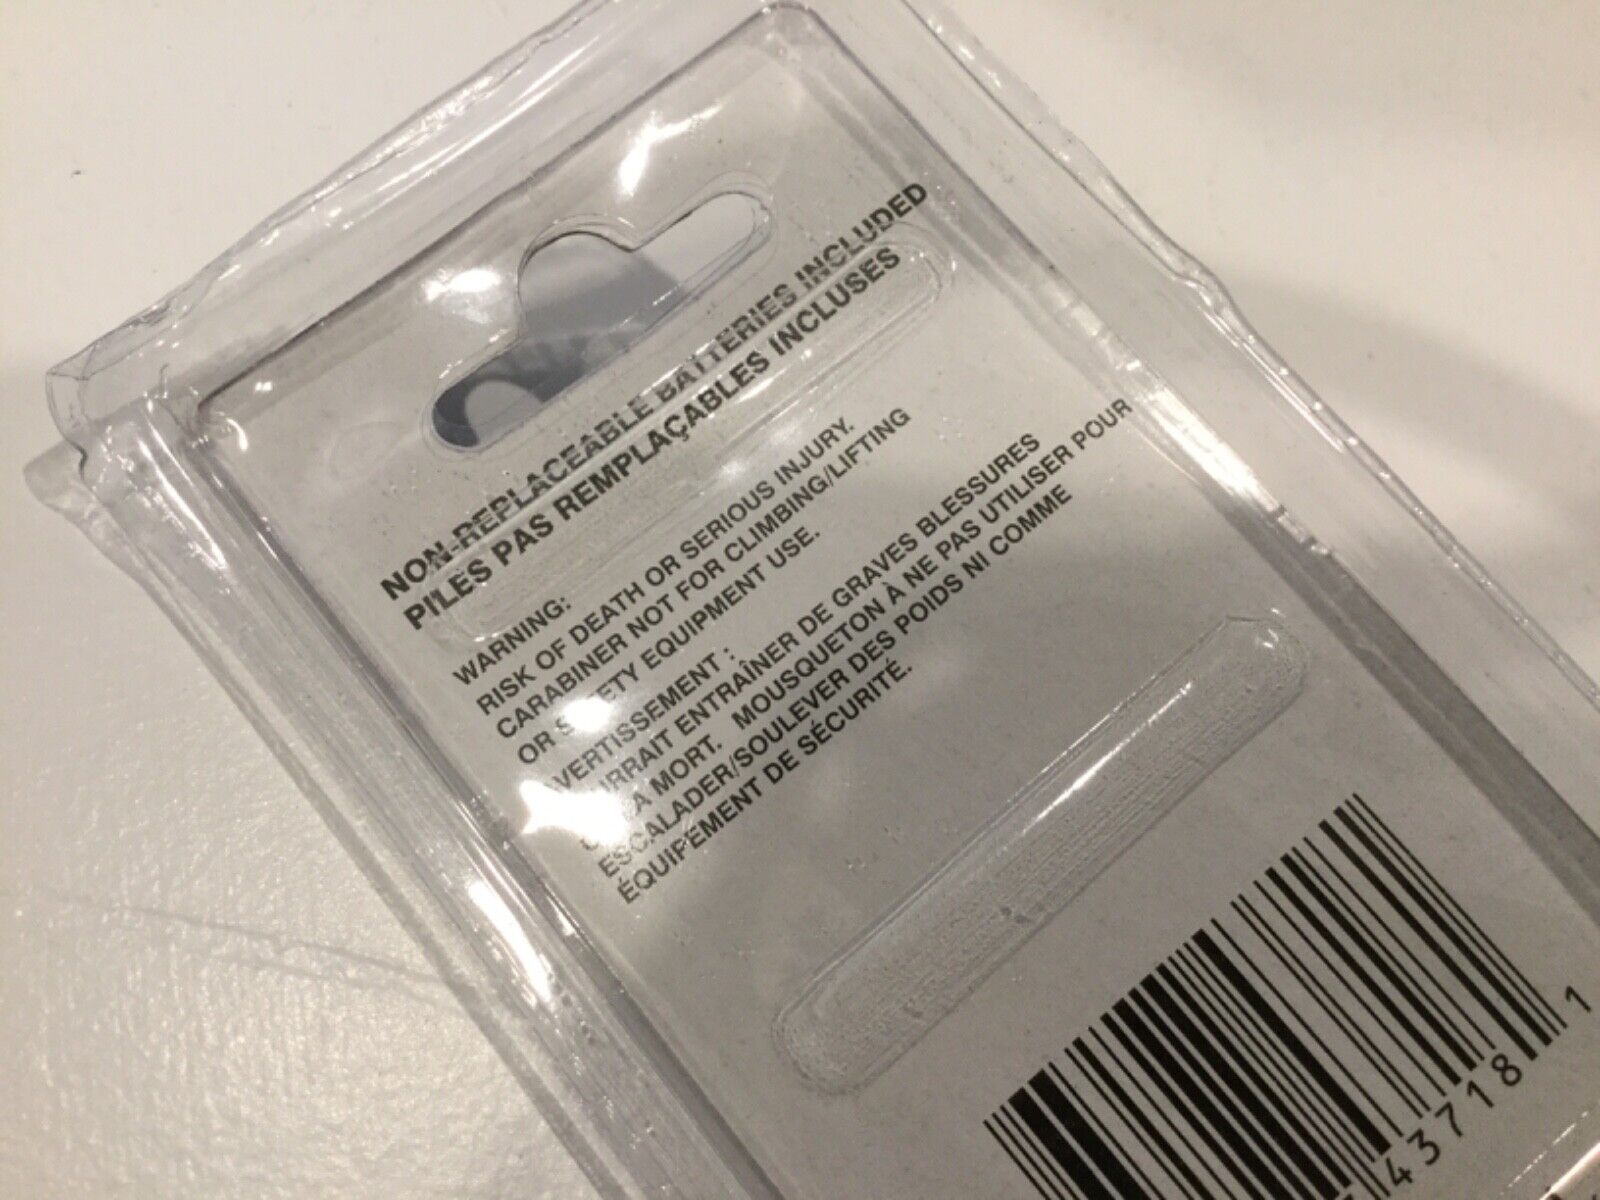 NON-REPLACEABLE BATTERIES INCLUDED
PILES PAS REMPLAÇABLES INCLUSES
WARNING:
RISK OF DEATH OR SERIOUS INJURY.
CARABINER NOT FOR CLIMBING/LIFTING
OR SAFETY EQUIPMENT USE.
AVERTISSEMENT :
POURRAIT ENTRAÎNER DE GRAVES BLESSURES
LA MORT. MOUSQUETON À NE PAS UTILISER POUR
ESCALADER/SOULEVER DES POIDS NI COMME
ÉQUIPEMENT DE SÉCURITÉ.
43718 1